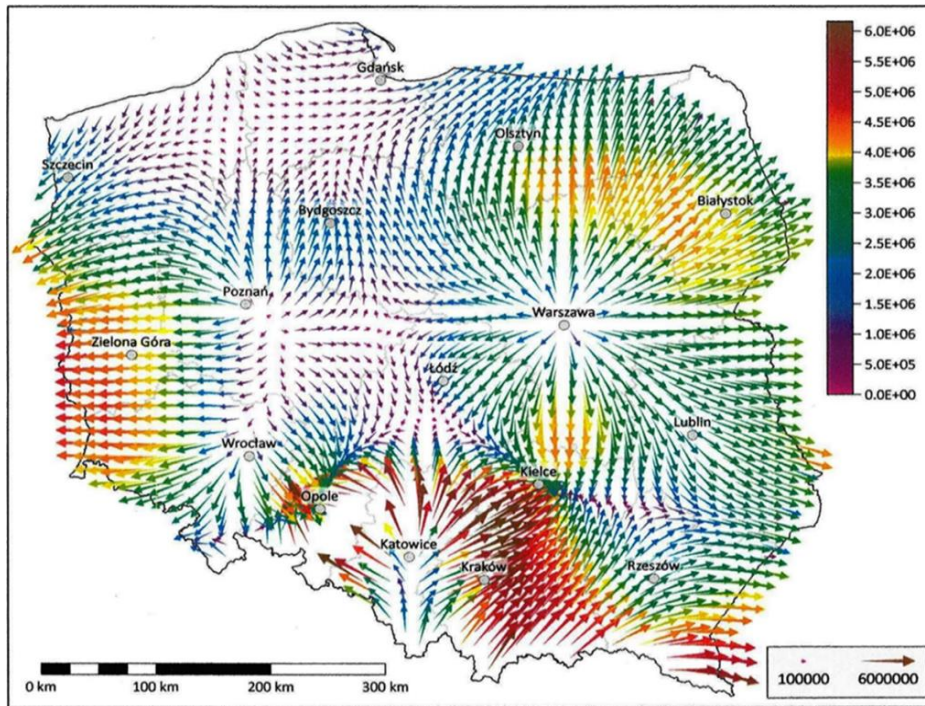 Gdańsk
Olsztyn
Szczecin
Białystok
Bydgoszcz
Poznań
Warszawa
Zielona Góra
Łódź
Lublin
Wrocław
Kielce
Opole
Katowice
Kraków
Rzeszów
6.0E+06
5.5E+06
5.0E+06
4.5E+06
4.0E+06
3.5E+06
3.0E+06
2.5E+06
2.0E+06
1.5E+06
1.0E+06
5.0E+05
0.0E+00
0 km 100 km 200 km 300 km
100000 6000000